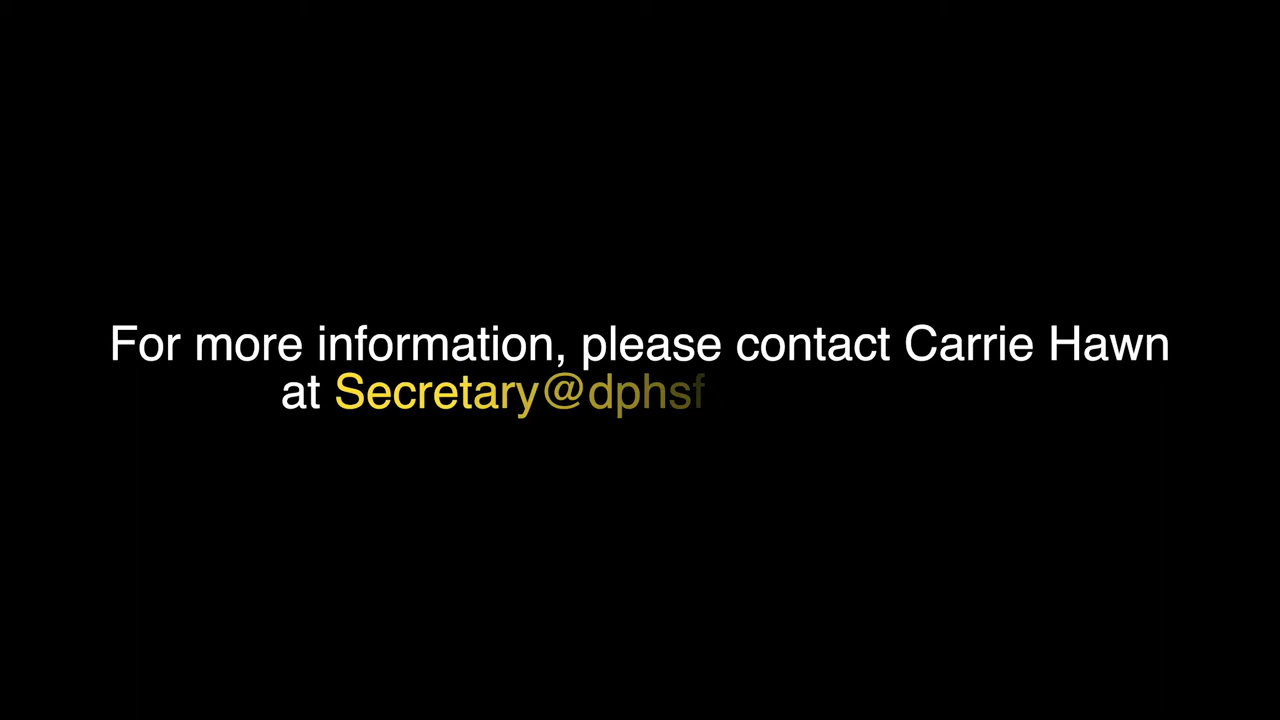 For more information, please contact Carrie Hawn
at Secretary@dphsf